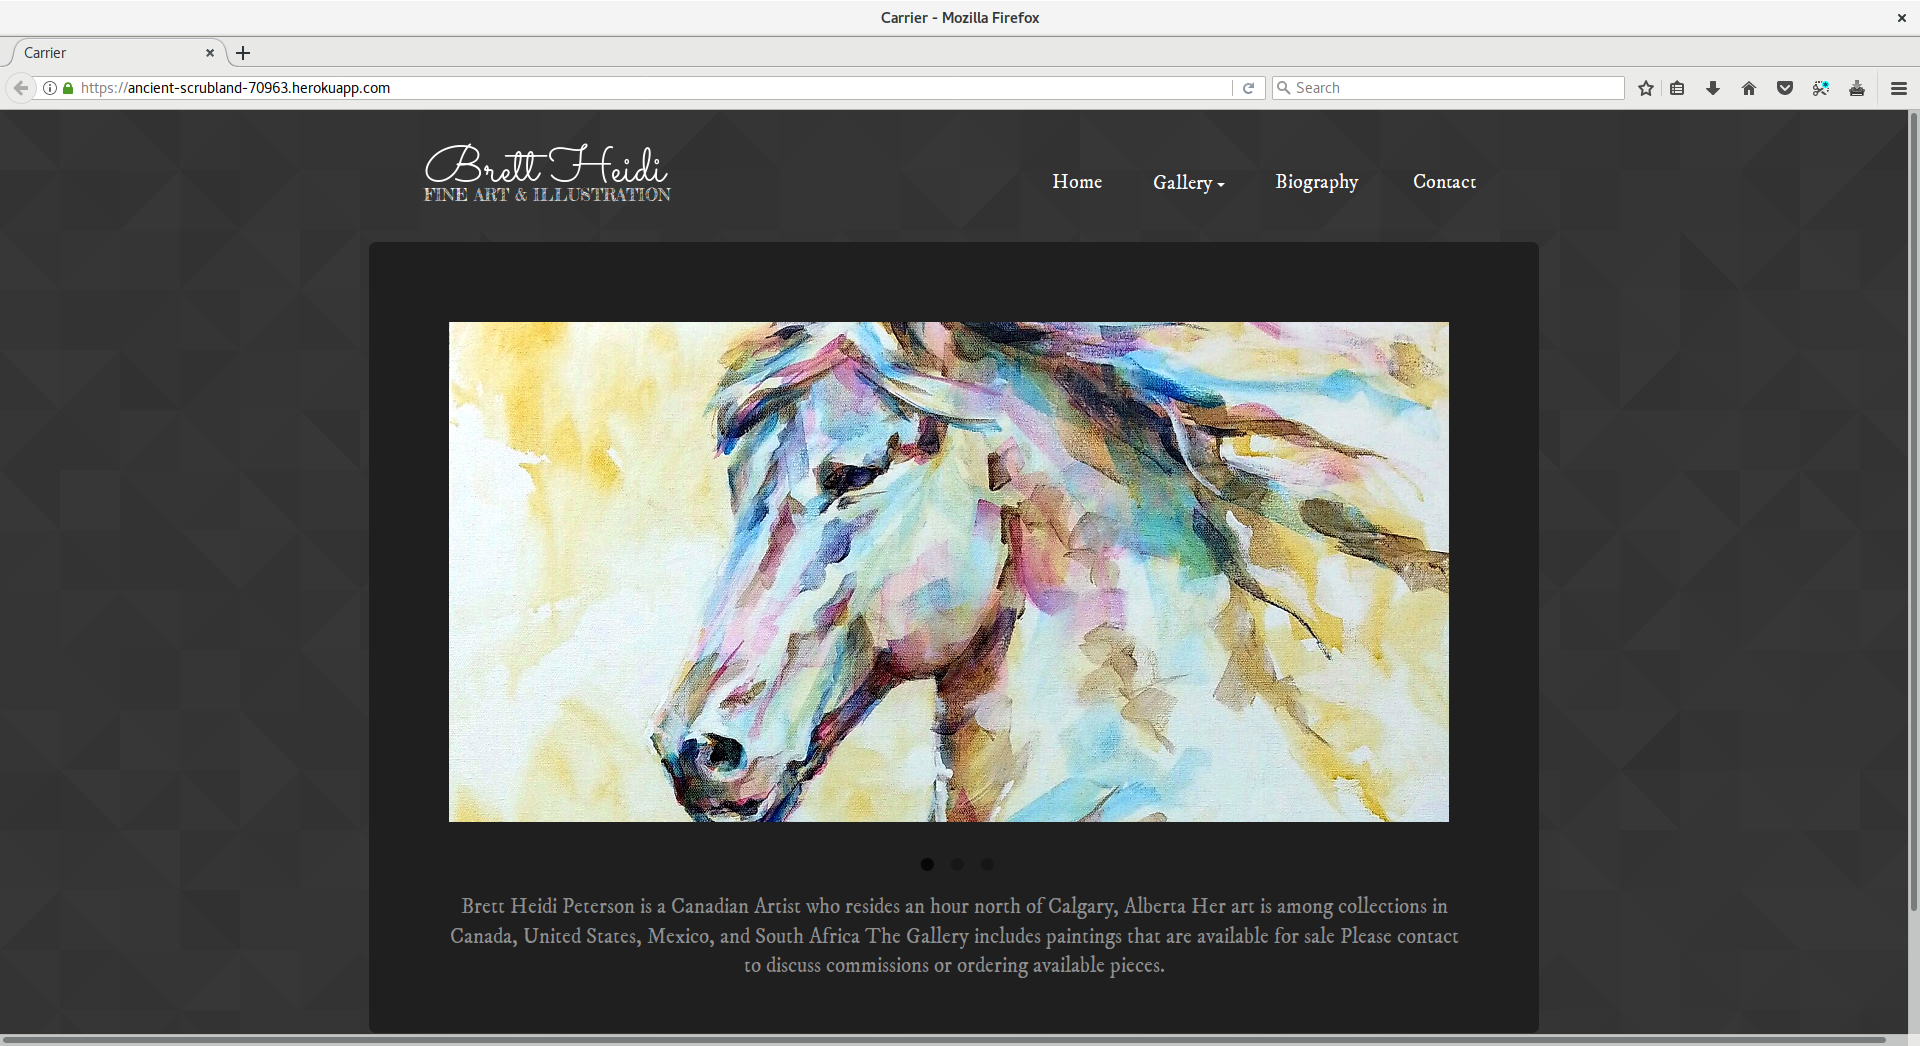 Carrier - Mozilla Firefox
Carrier
https://ancient-scrubland-70963.herokuapp.com
Search
Brett Heidi
FINE ART & ILLUSTRATION
Home Gallery Biography Contact
Brett Heidi Peterson is a Canadian Artist who resides an hour north of Calgary, Alberta Her art is among collections in
Canada, United States, Mexico, and South Africa The Gallery includes paintings that are available for sale Please contact
to discuss commissions or ordering available pieces.